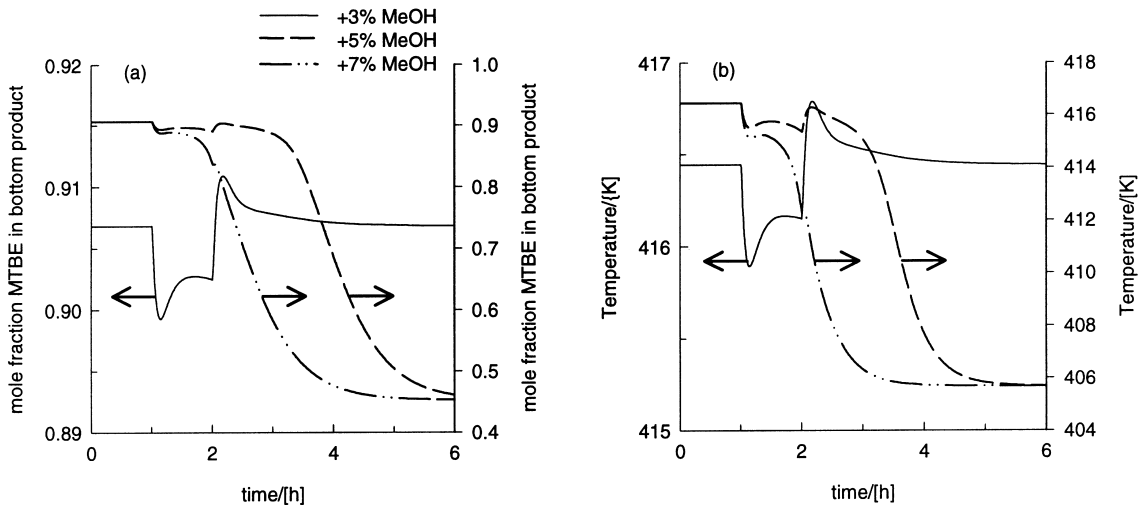 +3% MeOH
+5% MeOH
+7% MeOH
(a)
mole fraction MTBE in bottom product
0.92
0.91
0.90
0.89
1.0
0.9
0.8
0.7
0.6
0.5
0.4
mole fraction MTBE in bottom product
0
2
4
6
time/[h]
(b)
Temperature/{K]
417
416
415
418
416
414
412
410
408
406
404
Temperature/[K]
0
2
4
6
time/[h]